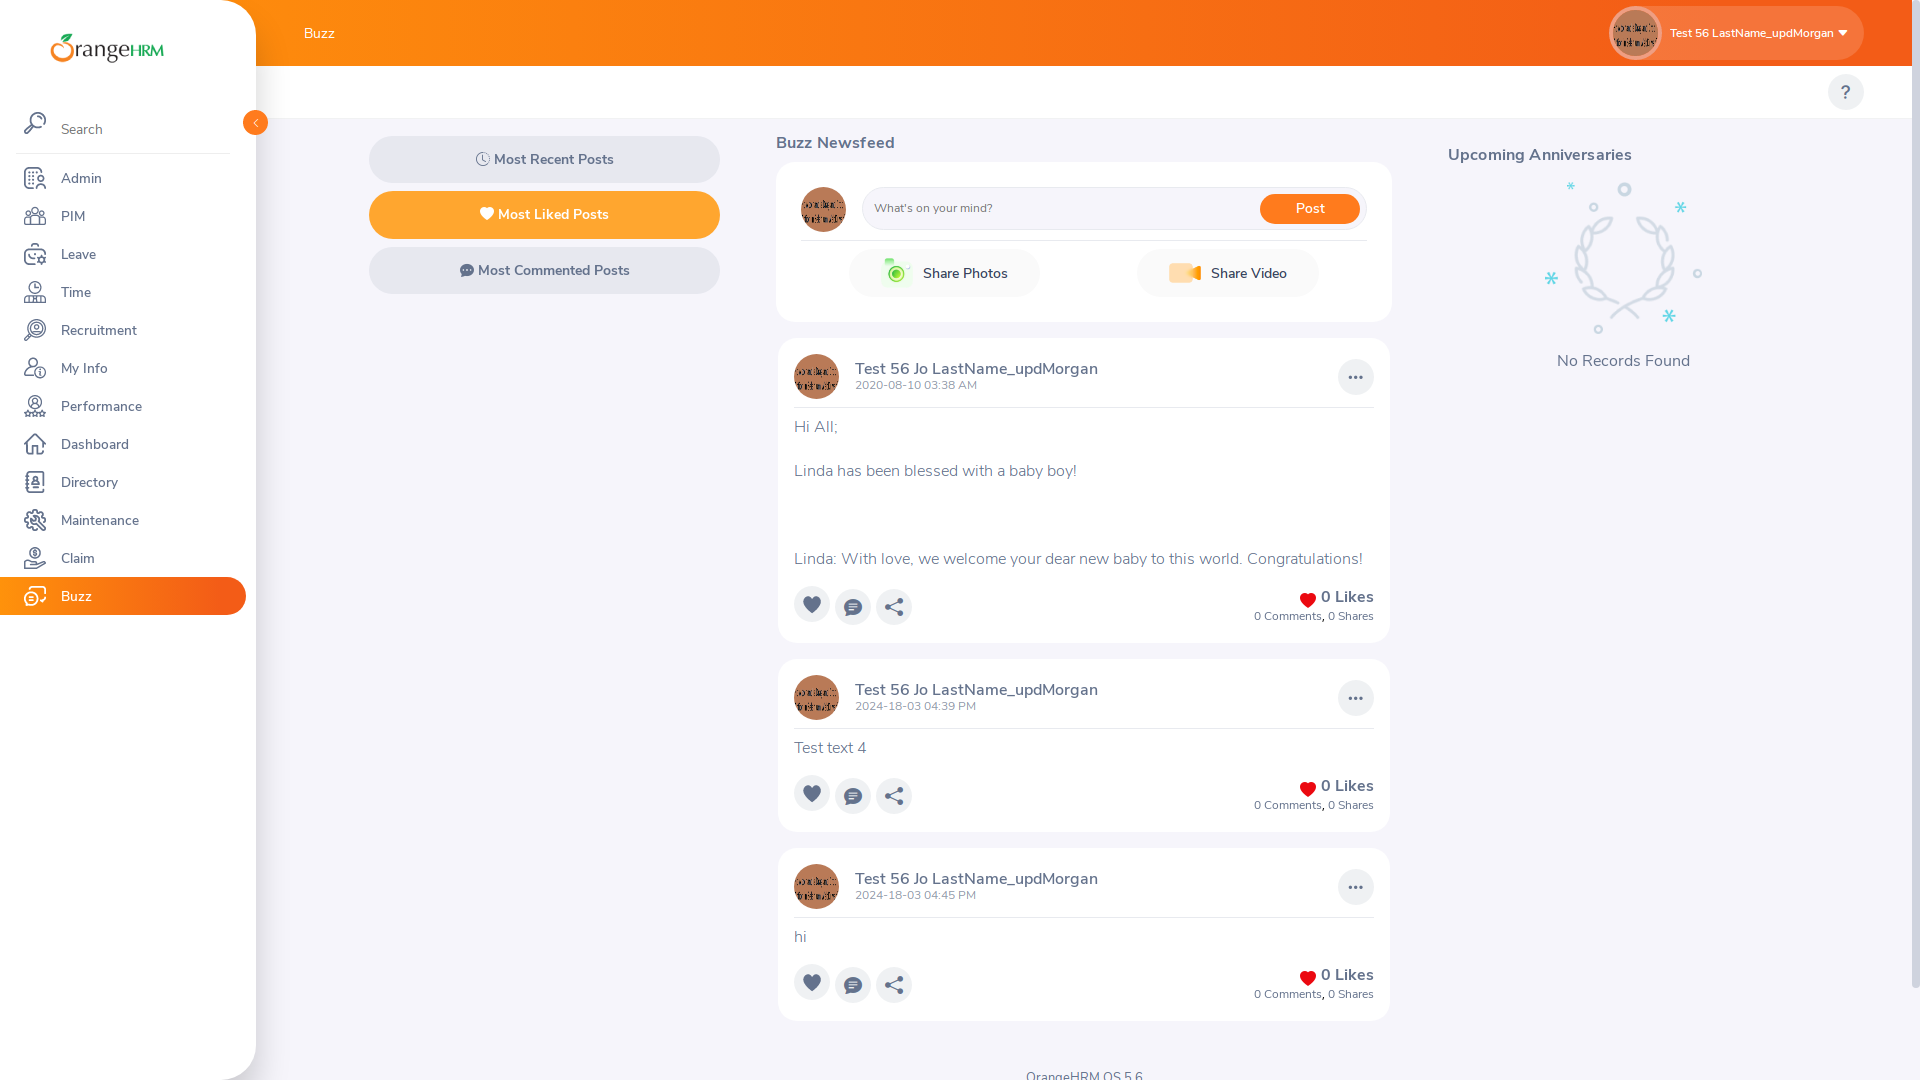 OrangeHRM
Search
Admin
PIM
Leave
Time
Recruitment
My Info
Performance
Dashboard
Directory
Maintenance
Claim
Buzz
Buzz
Test 56 LastName_updMorgan
?
Most Recent Posts
Most Liked Posts
Most Commented Posts
Buzz Newsfeed
What's on your mind?
Post
Share Photos
Share Video
Test 56 Jo LastName_updMorgan
2020-08-10 03:38 AM
Hi All;
Linda has been blessed with a baby boy!
Linda: With love, we welcome your dear new baby to this world. Congratulations!
0 Likes
0 Comments, 0 Shares
Test 56 Jo LastName_updMorgan
2024-18-03 04:39 PM
Test text 4
0 Likes
0 Comments, 0 Shares
Test 56 Jo LastName_updMorgan
2024-18-03 04:45 PM
hi
0 Likes
0 Comments, 0 Shares
Upcoming Anniversaries
No Records Found
OrangeHRM OS 5.6